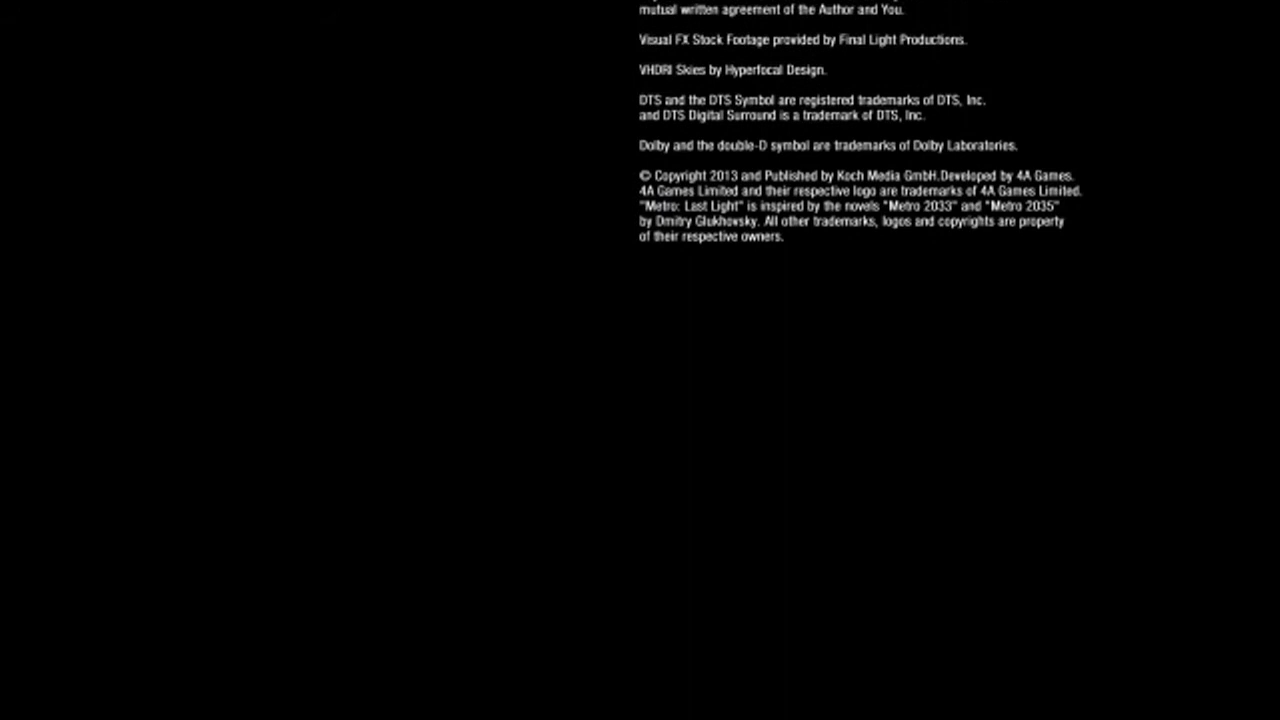 mutual written agreement of the Author and You.
Visual FX Stock Footage provided by Final Light Productions.
VHDRI Skies by Hyperfocal Design.
DTS and the DTS Symbol are registered trademarks of DTS, Inc.
and DTS Digital Surround is a trademark of DTS, Inc.
Dolby and the double-D symbol are trademarks of Dolby Laboratories.
© Copyright 2013 and Published by Koch Media GmbH.Developed by 4A Games.
4A Games Limited and their respective logo are trademarks of 4A Games Limited.
"Metro: Last Light" is inspired by the novels "Metro 2033" and "Metro 2035"
by Dmitry Glukhovsky. All other trademarks, logos and copyrights are property
of their respective owners.